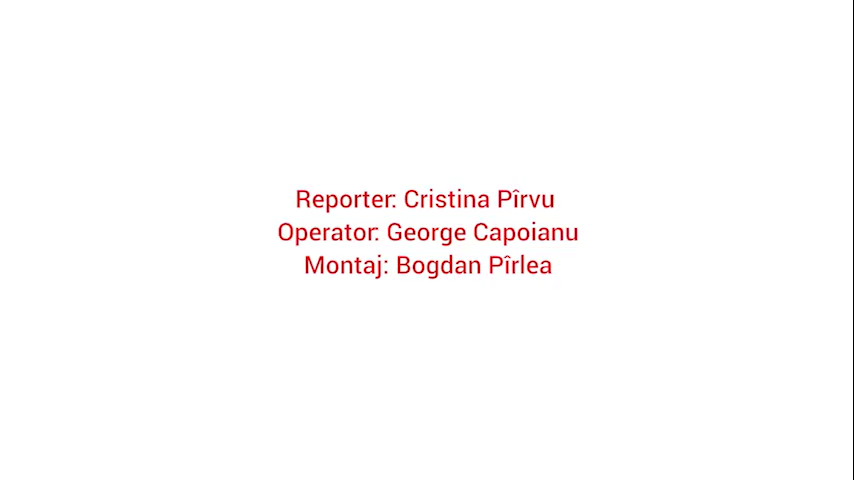 Reporter: Cristina Pîrvu
Operator: George Capoianu
Montaj: Bogdan Pîrlea